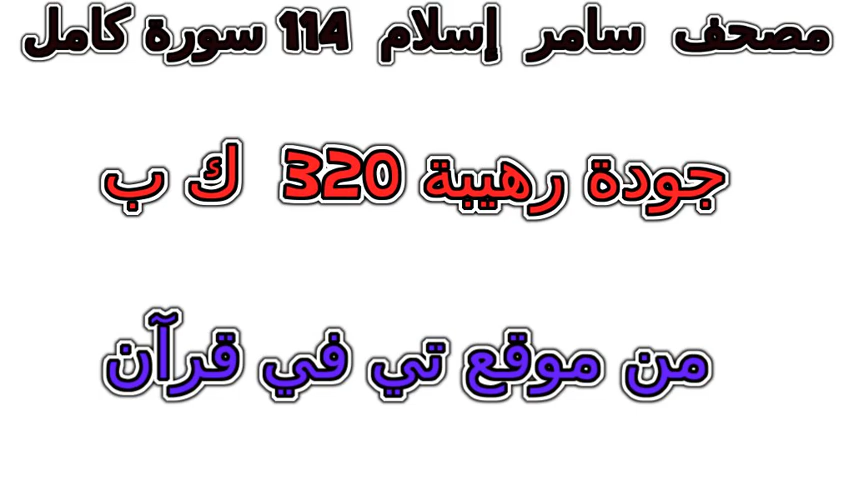 مصحف سامر إسلام 114 سورة كامل
جودة رهيبة 320 ك ب
من موقع تي في قرآن